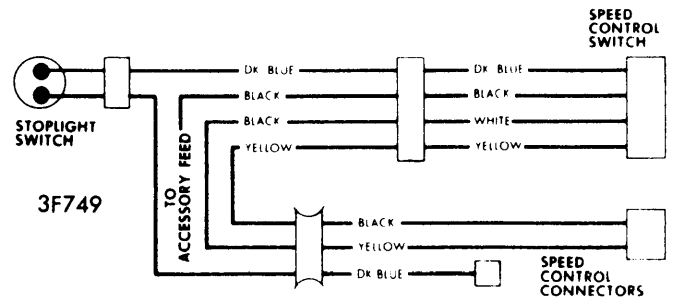 SPEED
CONTROL
SWITCH
DK BLUE
DK BLUE
BLACK
BLACK
BLACK
WHITE
YELLOW
YELLOW
STOPLIGHT
SWITCH
TO
ACCESSORY FEED
3F749
BLACK
YELLOW
DK BLUE
SPEED
CONTROL
CONNECTORS